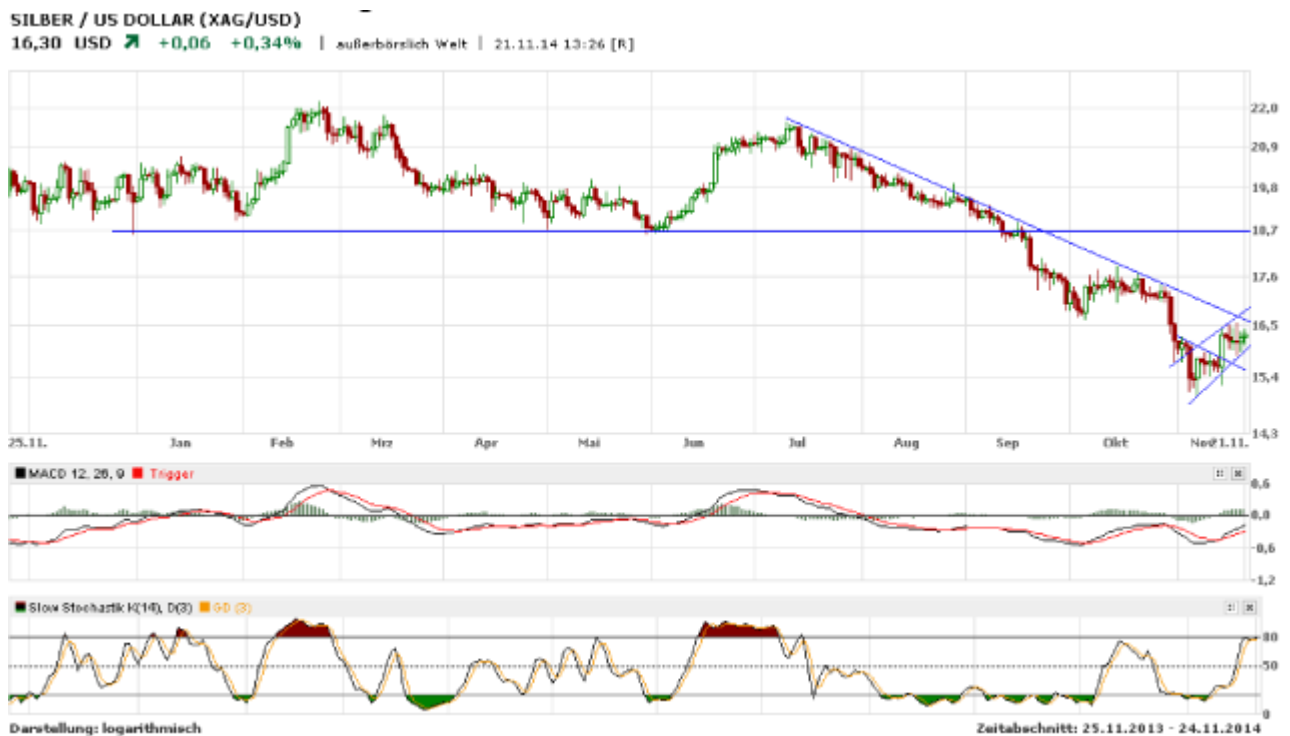 SILBER / US DOLLAR (XAG/USD)
16,30 USD +0,06 +0,34% | außerbörslich Welt | 21.11.14 13:26 [R]
22,0
20,9
19,8
18,7
17,6
16,5
15,4
14,3
25.11. Jan Feb Mrz Apr Mai Jun Jul Aug Sep Okt Nov 21.11.
MACD 12, 26, 9 Trigger
0,6
0,0
-0,6
-1,2
Slow Stochastik K(14), D(3) GD (3)
80
50
0
Darstellung: logarithmisch Zeitabschnitt: 25.11.2013 - 24.11.2014